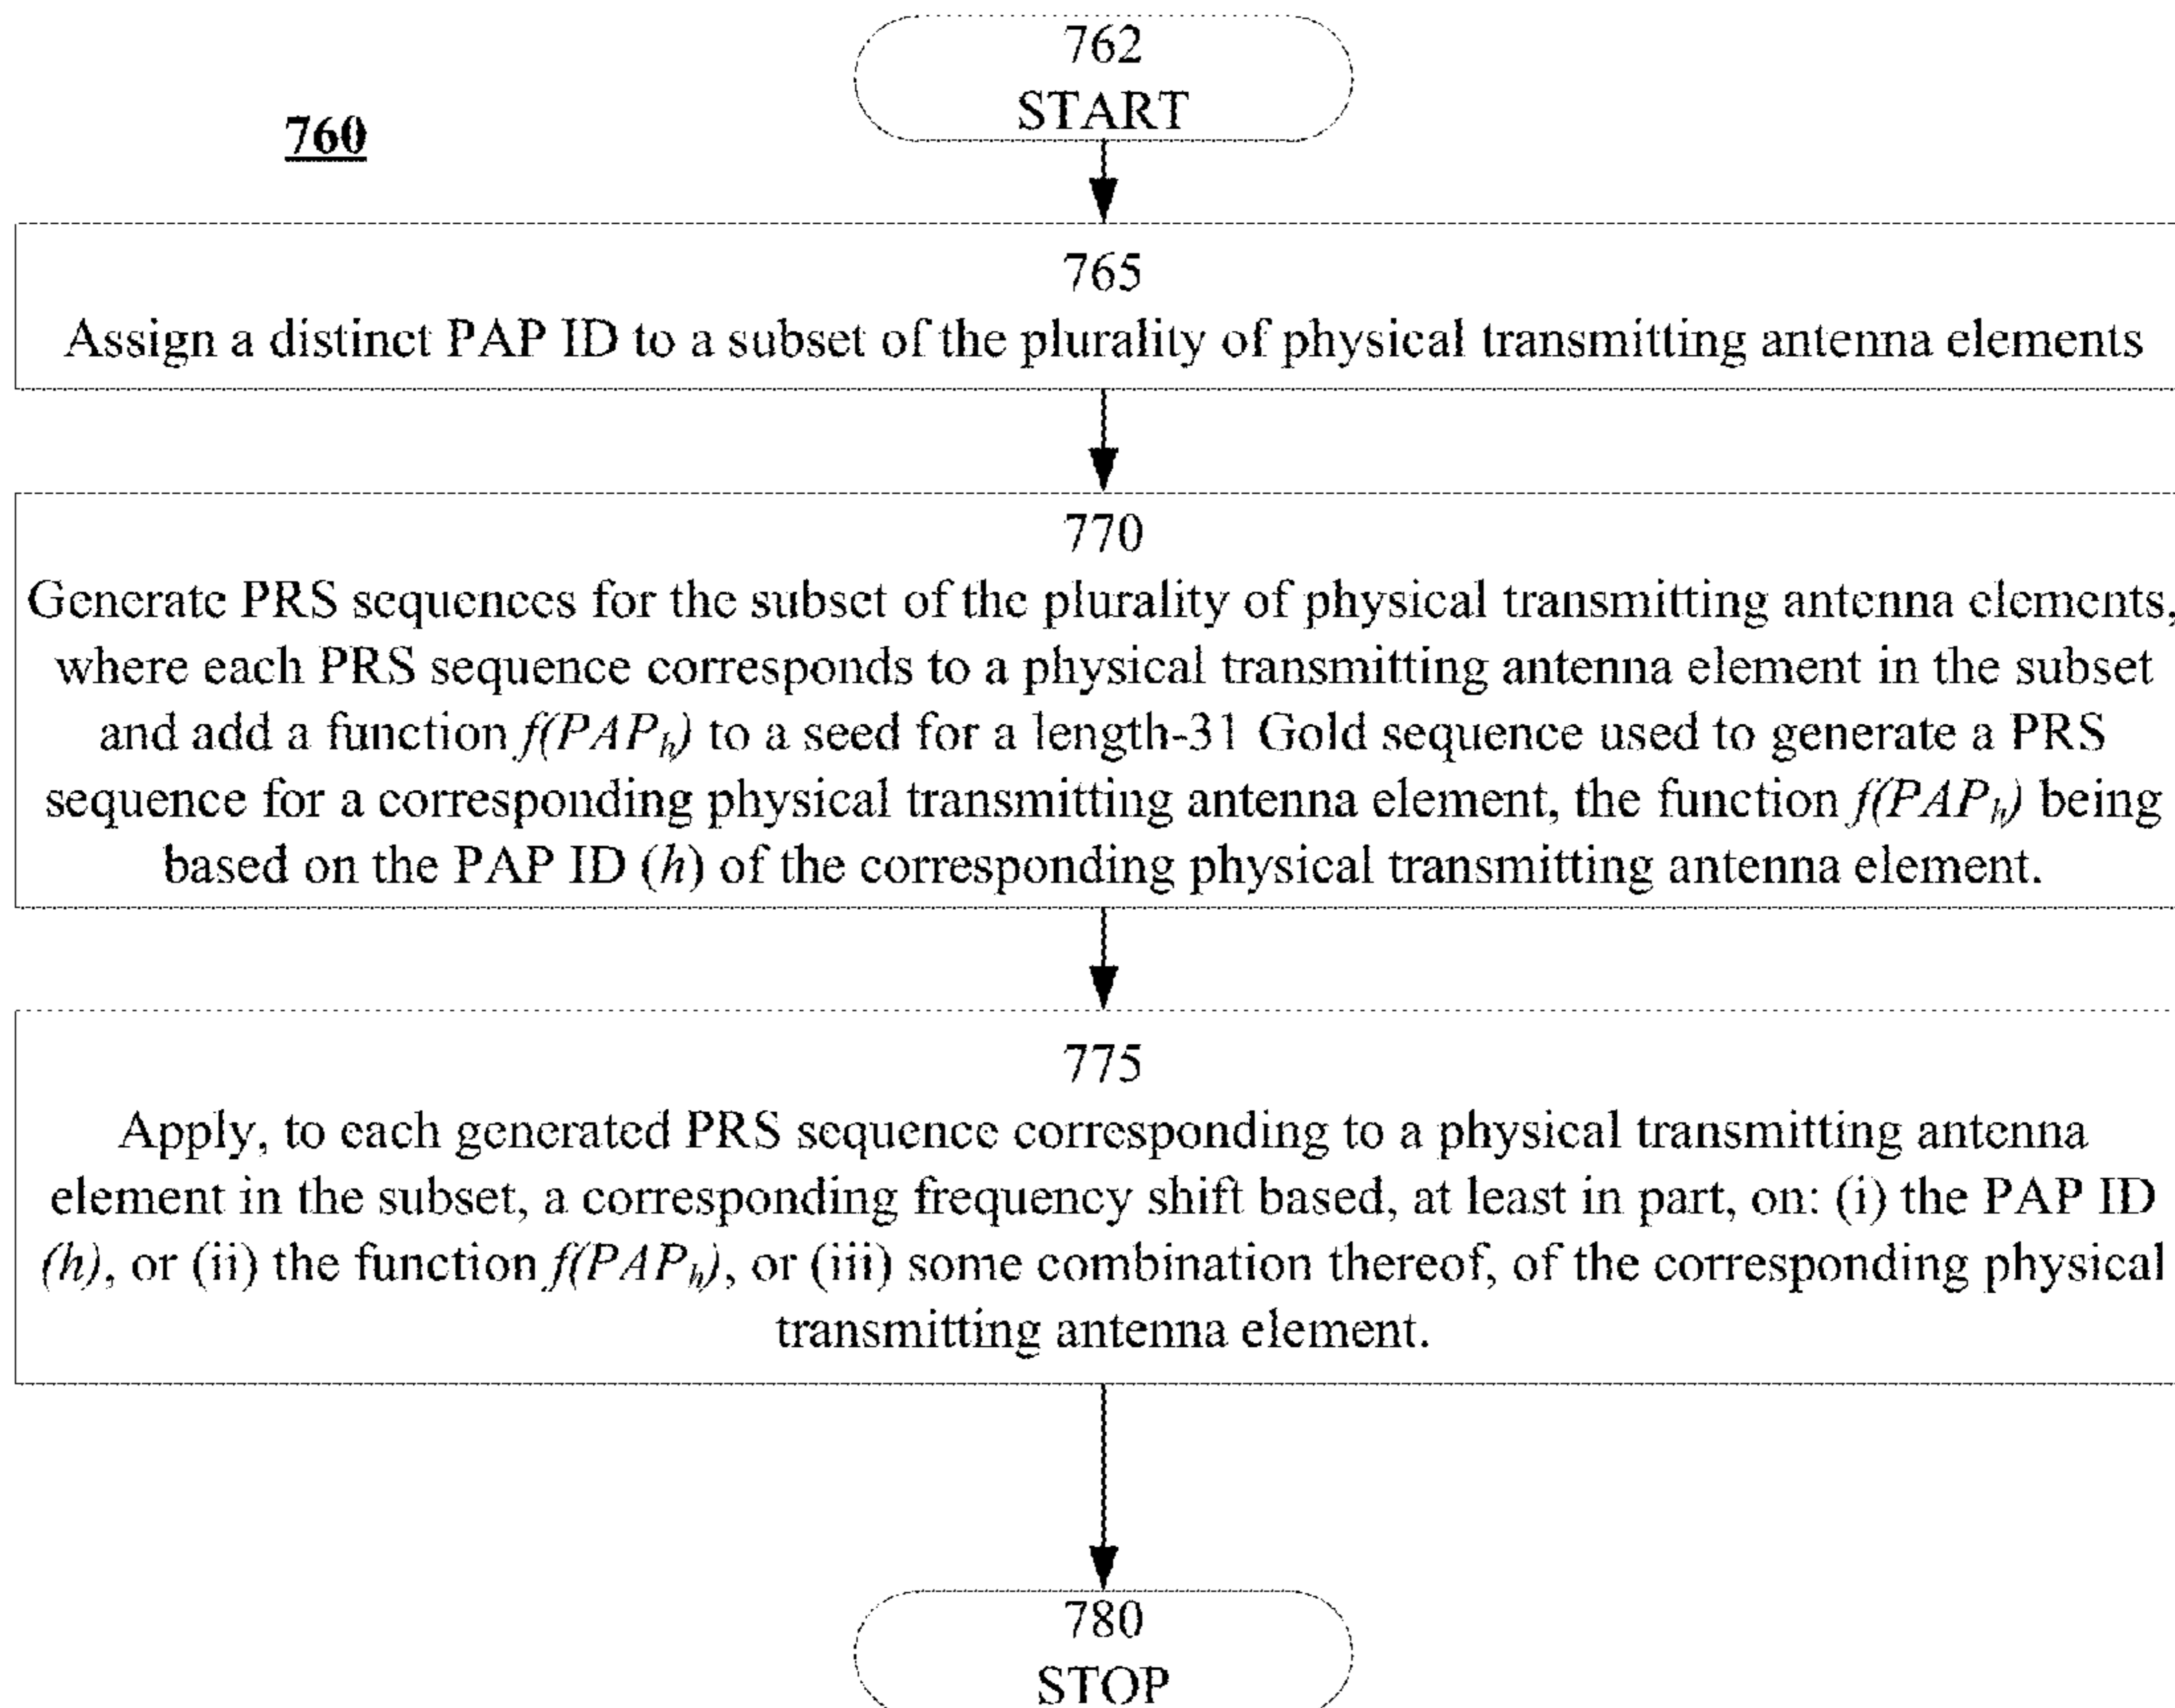 762
START
760
765
Assign a distinct PAP ID to a subset of the plurality of physical transmitting antenna elements
770
Generate PRS sequences for the subset of the plurality of physical transmitting antenna elements,
where each PRS sequence corresponds to a physical transmitting antenna element in the subset
and add a function f(PAPₕ) to a seed for a length-31 Gold sequence used to generate a PRS
sequence for a corresponding physical transmitting antenna element, the function f(PAPₕ) being
based on the PAP ID (h) of the corresponding physical transmitting antenna element.
775
Apply, to each generated PRS sequence corresponding to a physical transmitting antenna
element in the subset, a corresponding frequency shift based, at least in part, on: (i) the PAP ID
(h), or (ii) the function f(PAPₕ), or (iii) some combination thereof, of the corresponding physical
transmitting antenna element.
780
STOP